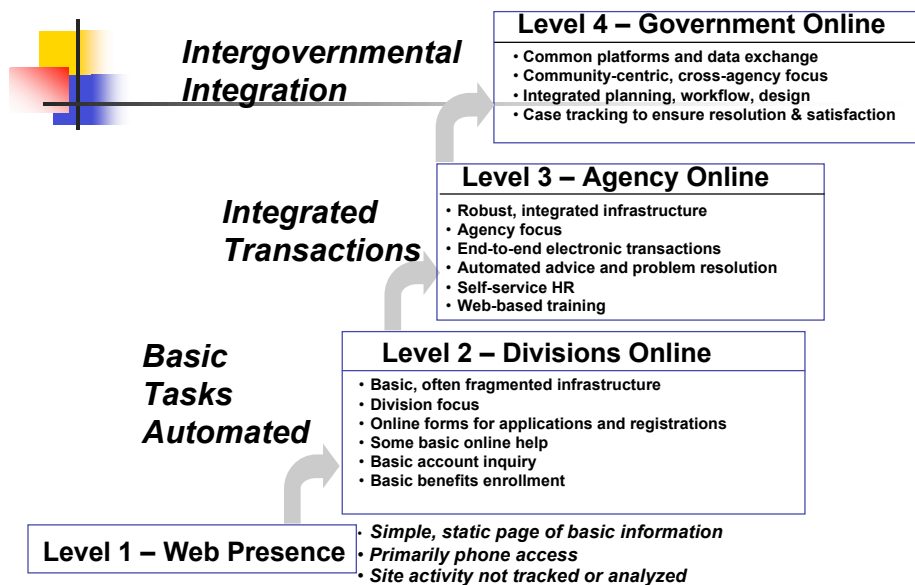 Intergovernmental
Integration
Level 4 – Government Online
• Common platforms and data exchange
• Community-centric, cross-agency focus
• Integrated planning, workflow, design
• Case tracking to ensure resolution & satisfaction
Integrated
Transactions
Level 3 – Agency Online
• Robust, integrated infrastructure
• Agency focus
• End-to-end electronic transactions
• Automated advice and problem resolution
• Self-service HR
• Web-based training
Basic
Tasks
Automated
Level 2 – Divisions Online
• Basic, often fragmented infrastructure
• Division focus
• Online forms for applications and registrations
• Some basic online help
• Basic account inquiry
• Basic benefits enrollment
Level 1 – Web Presence
• Simple, static page of basic information
• Primarily phone access
• Site activity not tracked or analyzed